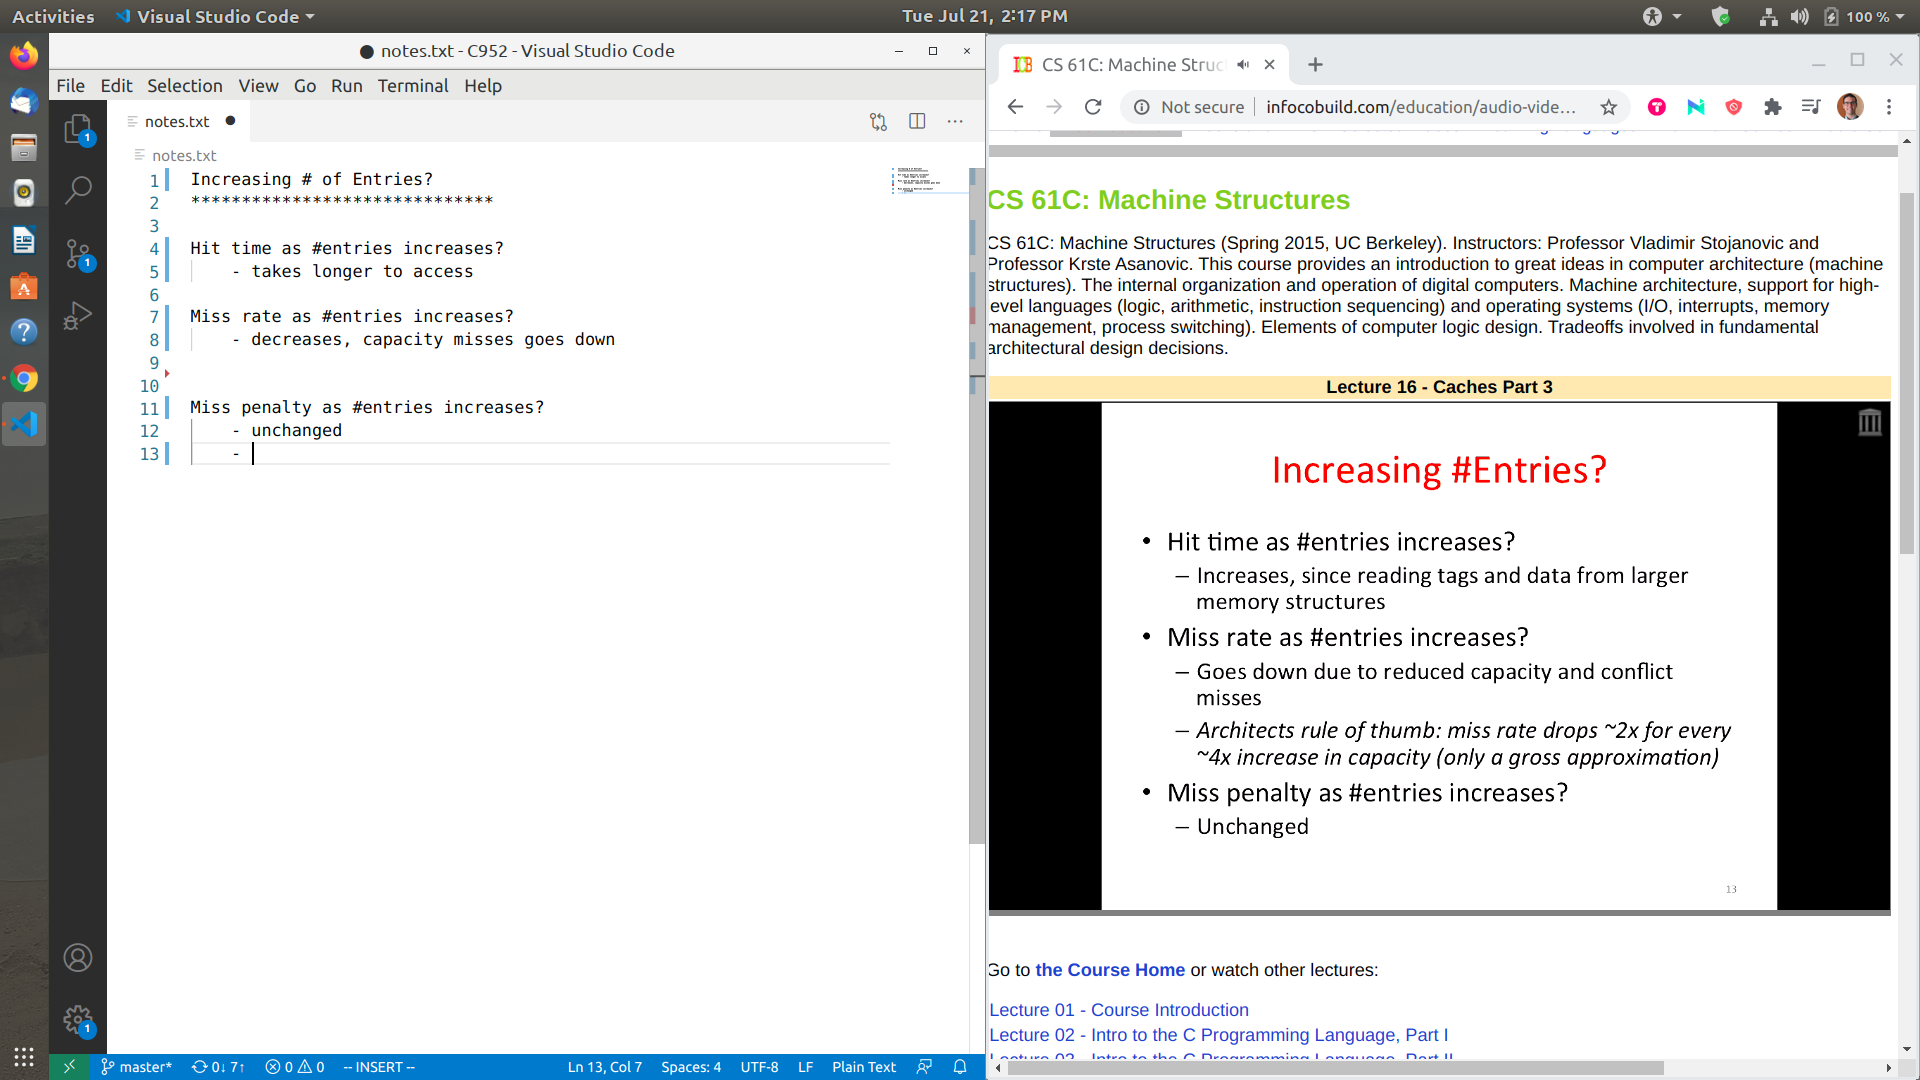 Activities
Visual Studio Code
Tue Jul 21, 2:17 PM
100 %
notes.txt - C952 - Visual Studio Code
File Edit Selection View Go Run Terminal Help
notes.txt
notes.txt
1 Increasing # of Entries?
2 ******************************
3
4 Hit time as #entries increases?
5 - takes longer to access
6
7 Miss rate as #entries increases?
8 - decreases, capacity misses goes down
9
10
11 Miss penalty as #entries increases?
12 - unchanged
13 -
1
1
1
master* 0↓ 7↑ 0 0 -- INSERT --
Ln 13, Col 7 Spaces: 4 UTF-8 LF Plain Text
CS 61C: Machine Struc
Not secure infocobuild.com/education/audio-vide...
CS 61C: Machine Structures
CS 61C: Machine Structures (Spring 2015, UC Berkeley). Instructors: Professor Vladimir Stojanovic and
Professor Krste Asanovic. This course provides an introduction to great ideas in computer architecture (machine
structures). The internal organization and operation of digital computers. Machine architecture, support for high-
level languages (logic, arithmetic, instruction sequencing) and operating systems (I/O, interrupts, memory
management, process switching). Elements of computer logic design. Tradeoffs involved in fundamental
architectural design decisions.
Lecture 16 - Caches Part 3
Increasing #Entries?
• Hit time as #entries increases?
– Increases, since reading tags and data from larger
memory structures
• Miss rate as #entries increases?
– Goes down due to reduced capacity and conflict
misses
– Architects rule of thumb: miss rate drops ~2x for every
~4x increase in capacity (only a gross approximation)
• Miss penalty as #entries increases?
– Unchanged
13
Go to the Course Home or watch other lectures:
Lecture 01 - Course Introduction
Lecture 02 - Intro to the C Programming Language, Part I
Lecture 03 - Intro to the C Programming Language, Part II